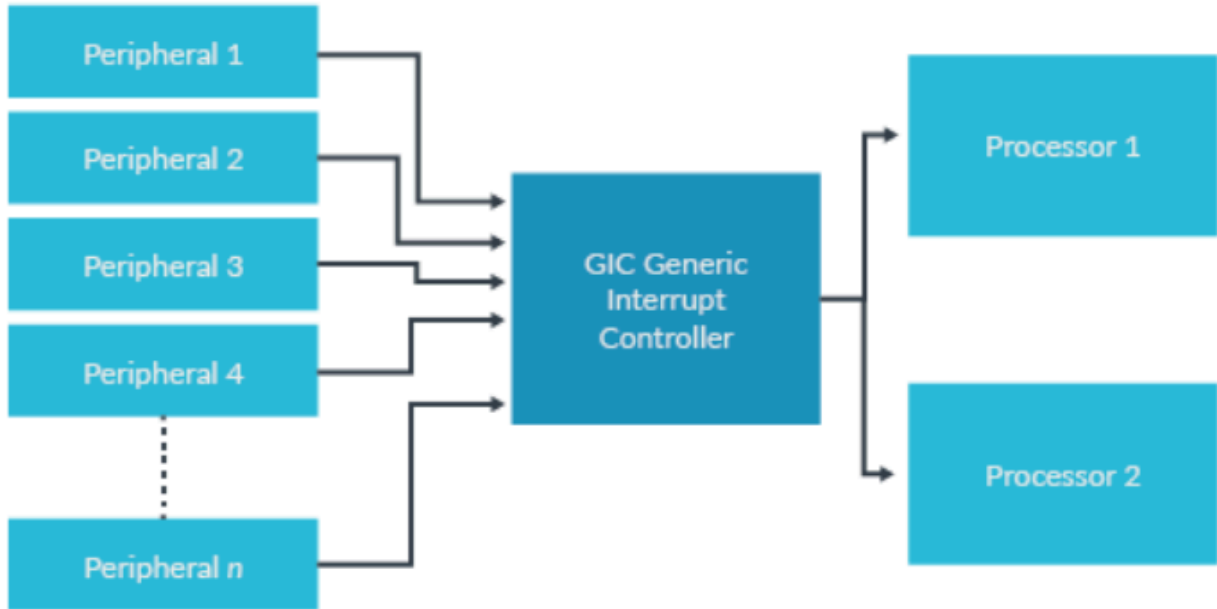 Peripheral 1
Peripheral 2
Peripheral 3
Peripheral 4
Peripheral n
GIC Generic
Interrupt
Controller
Processor 1
Processor 2